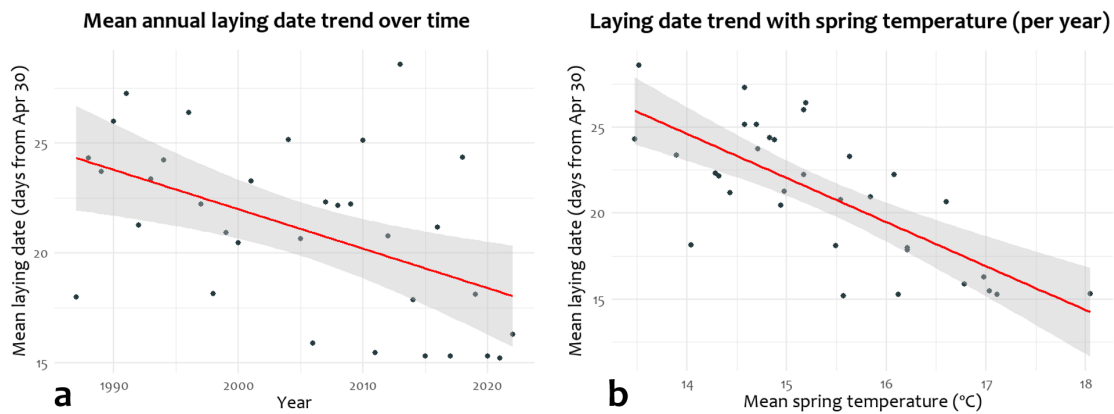 Mean annual laying date trend over time
Mean laying date (days from Apr 30)
25
20
15
1990
2000
2010
2020
Year
a
Laying date trend with spring temperature (per year)
Mean laying date (days from Apr 30)
25
20
15
14
15
16
17
18
Mean spring temperature (°C)
b